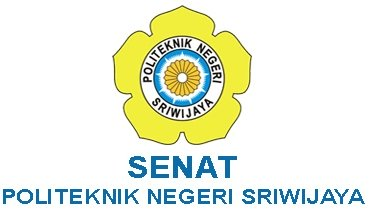 POLITEKNIK NEGERI
SRIWIJAYA
SENAT
POLITEKNIK NEGERI SRIWIJAYA